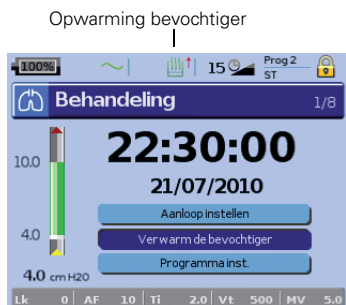 Opwarming bevochtiger
100% 15 Prog 2 ST
Behandeling 1/8
22:30:00
21/07/2010
10.0
Aanloop instellen
4.0 Verwarm de bevochtiger
Programma inst.
4.0 cm H2O
Lk 0 AF 10 Ti 2.0 Vt 500 MV 5.0